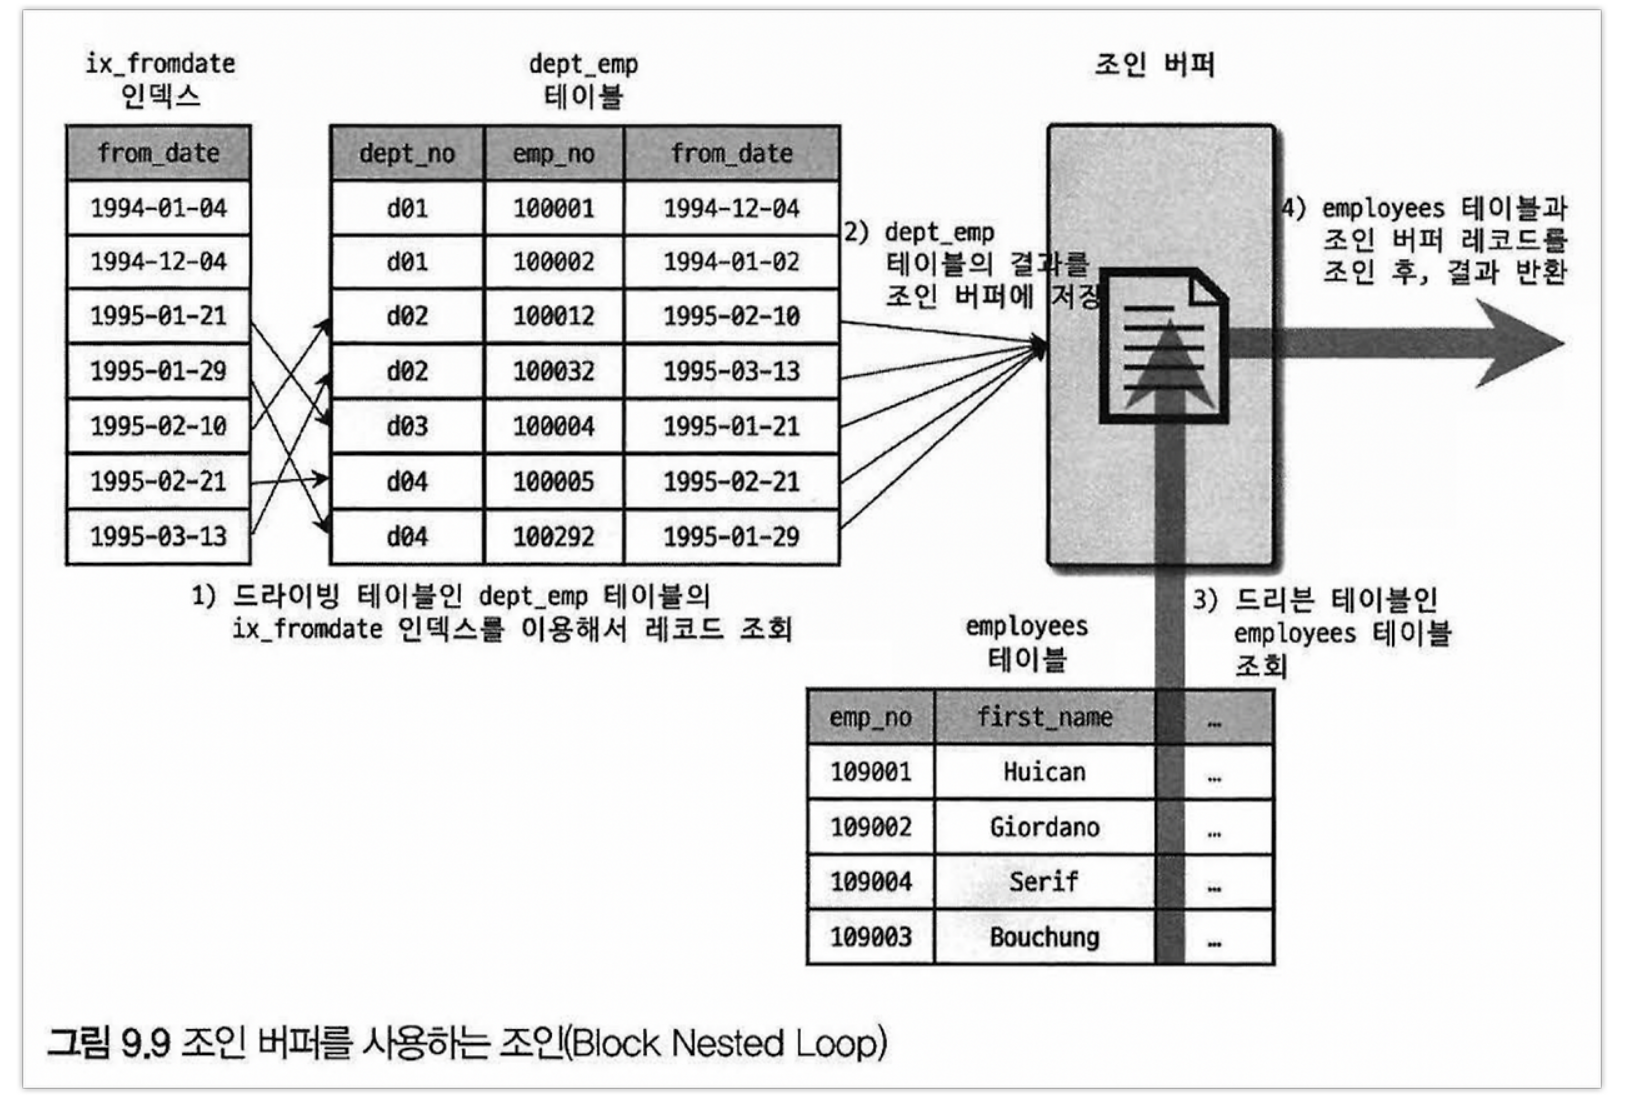 ix_fromdate
인덱스
dept_emp
테이블
조인 버퍼
from_date
1994-01-04
1994-12-04
1995-01-21
1995-01-29
1995-02-10
1995-02-21
1995-03-13
dept_no emp_no from_date
d01 100001 1994-12-04
d01 100002 1994-01-02
d02 100012 1995-02-10
d02 100032 1995-03-13
d03 100004 1995-01-21
d04 100005 1995-02-21
d04 100292 1995-01-29
1) 드라이빙 테이블인 dept_emp 테이블의
ix_fromdate 인덱스를 이용해서 레코드 조회
2) dept_emp
테이블의 결과를
조인 버퍼에 저장
3) 드리븐 테이블인
employees 테이블
조회
4) employees 테이블과
조인 버퍼 레코드를
조인 후, 결과 반환
employees
테이블
emp_no first_name …
109001 Huican …
109002 Giordano …
109004 Serif …
109003 Bouchung …
그림 9.9 조인 버퍼를 사용하는 조인(Block Nested Loop)